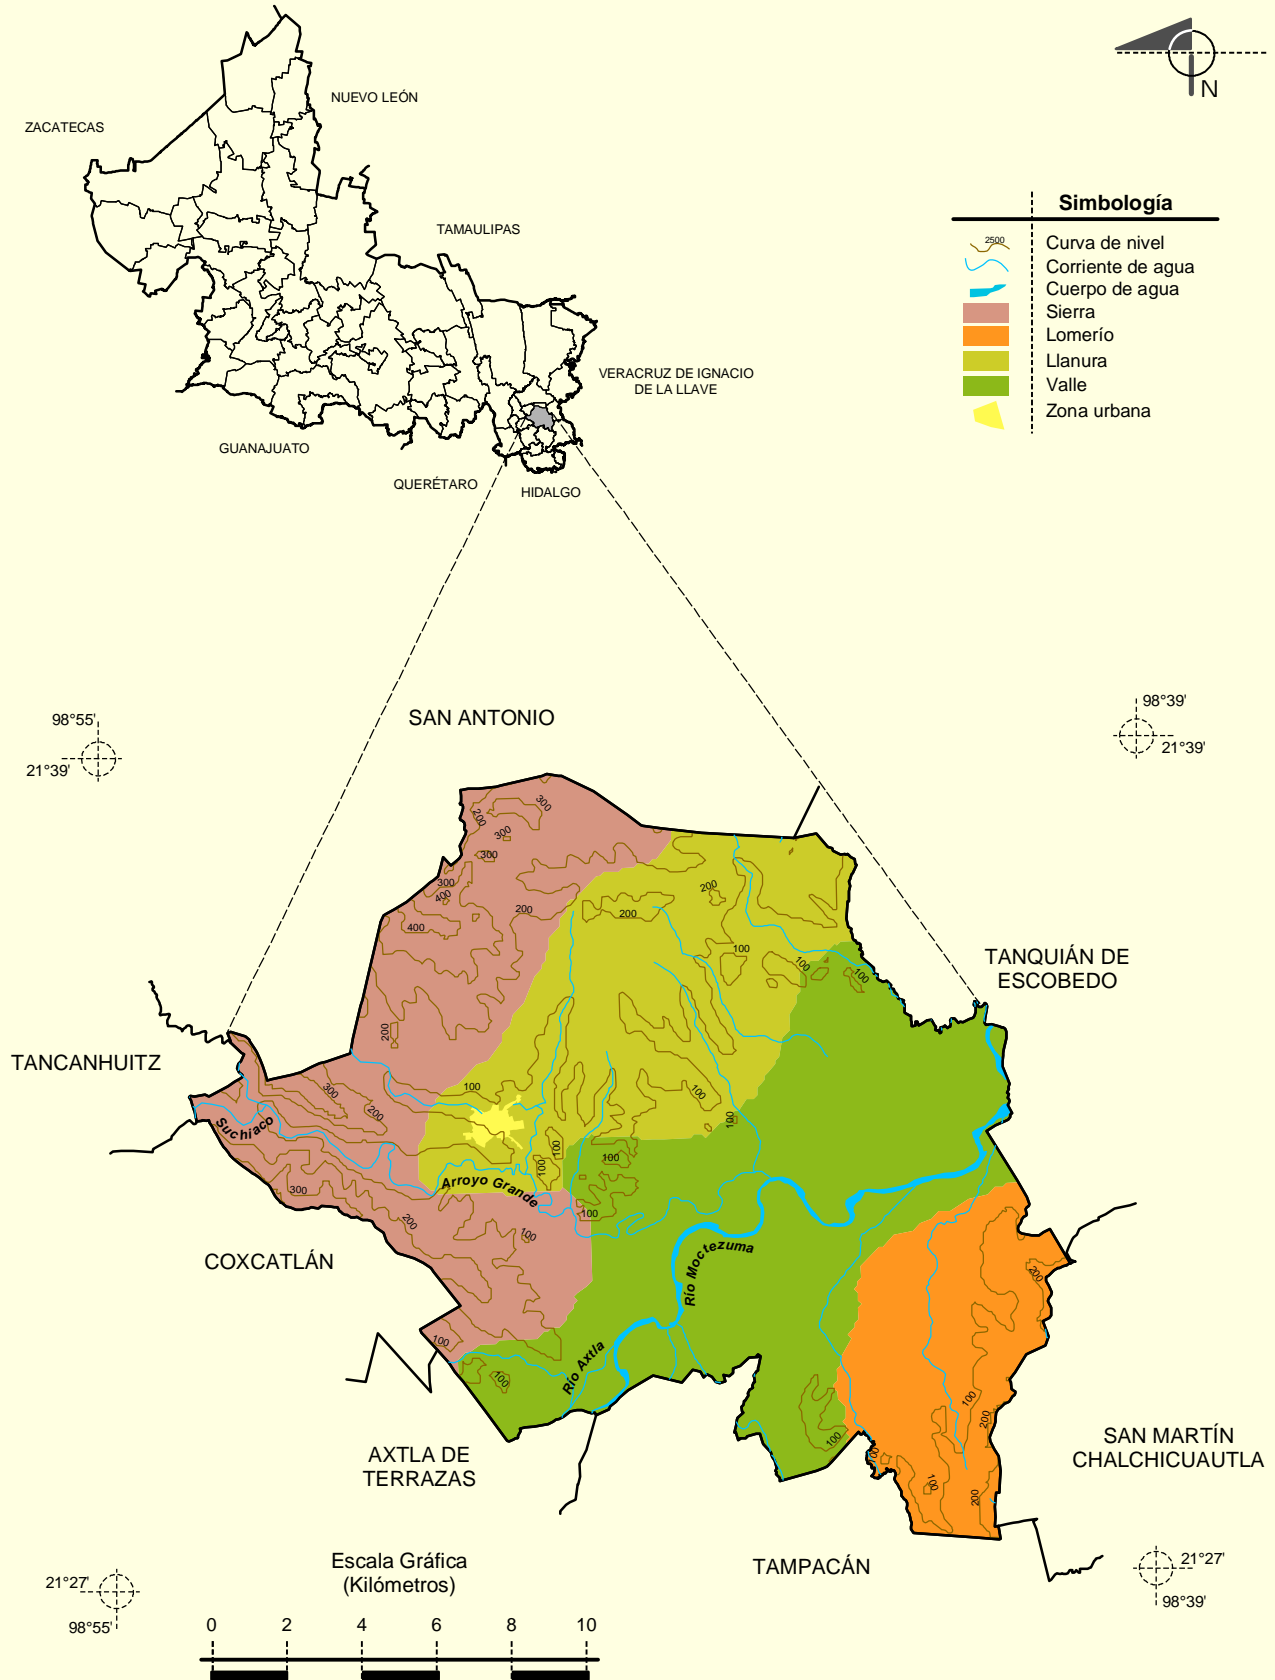 N
NUEVO LEÓN
ZACATECAS
TAMAULIPAS
VERACRUZ DE IGNACIO
DE LA LLAVE
GUANAJUATO
QUERÉTARO
HIDALGO
Simbología
2500
Curva de nivel
Corriente de agua
Cuerpo de agua
Sierra
Lomerío
Llanura
Valle
Zona urbana
98°55'
21°39'
98°39'
21°39'
SAN ANTONIO
TANQUIÁN DE
ESCOBEDO
TANCANHUITZ
COXCATLÁN
AXTLA DE
TERRAZAS
TAMPACÁN
SAN MARTÍN
CHALCHICUAUTLA
300
200
300
300
300
400
400
200
200
200
200
100
100
100
300
200
100
100
100
100
100
100
100
300
200
100
100
100
200
100
200
100
100
100
200
Suchiaco
Arroyo Grande
Río Moctezuma
Río Axtla
21°27'
98°55'
21°27'
98°39'
Escala Gráfica
(Kilómetros)
0 2 4 6 8 10